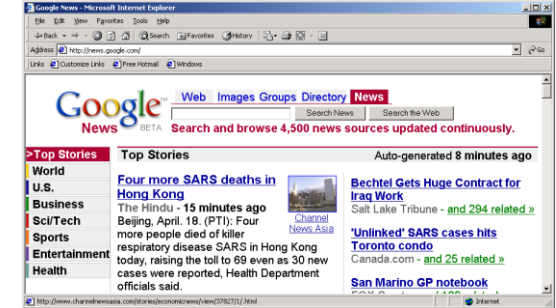 Google News - Microsoft Internet Explorer
File Edit View Favorites Tools Help
Back Search Favorites History
Address http://news.google.com/ Go
Links Customize Links Free Hotmail Windows
Google News BETA
Web Images Groups Directory News
Search News Search the Web
Search and browse 4,500 news sources updated continuously.
>Top Stories
World
U.S.
Business
Sci/Tech
Sports
Entertainment
Health
Top Stories
Auto-generated 8 minutes ago
Four more SARS deaths in
Hong Kong
The Hindu - 15 minutes ago
Beijing, April. 18. (PTI): Four
more people died of killer
respiratory disease SARS in Hong Kong
today, raising the toll to 69 even as 30 new
cases were reported, Health Department
officials said.
Channel
News Asia
Bechtel Gets Huge Contract for
Iraq Work
Salt Lake Tribune - and 294 related »
'Unlinked' SARS cases hits
Toronto condo
Canada.com - and 25 related »
San Marino GP notebook
http://www.channelnewsasia.com/stories/economicnews/view/37827/1/.html
Internet